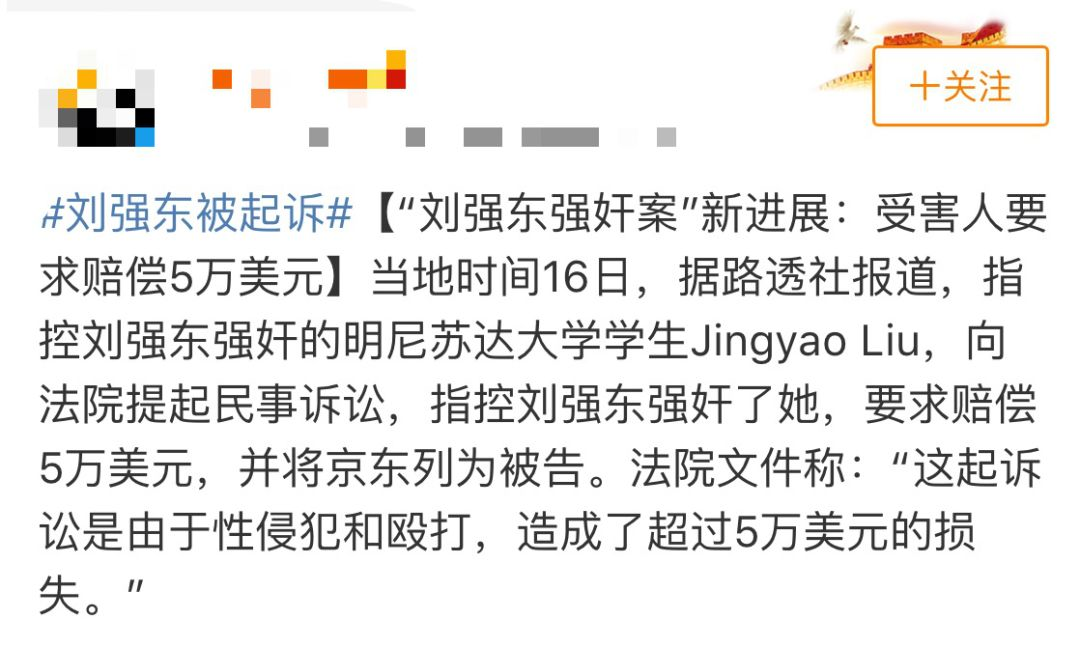 十关注
#刘强东被起诉#【“刘强东强奸案”新进展：受害人要
求赔偿5万美元】当地时间16日，据路透社报道，指
控刘强东强奸的明尼苏达大学学生Jingyao Liu，向
法院提起民事诉讼，指控刘强东强奸了她，要求赔偿
5万美元，并将京东列为被告。法院文件称：“这起诉
讼是由于性侵犯和殴打，造成了超过5万美元的损
失。”